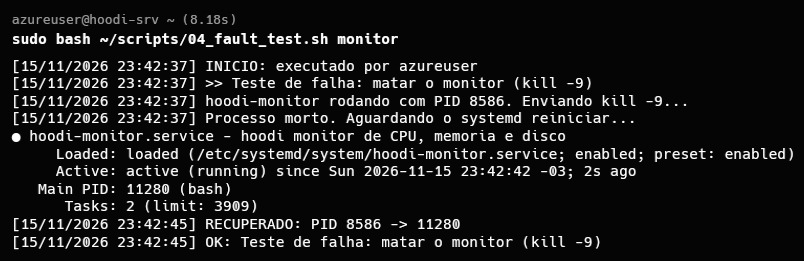 azureuser@hoodi-srv ~ (8.18s)
sudo bash ~/scripts/04_fault_test.sh monitor
[15/11/2026 23:42:37] INICIO: executado por azureuser
[15/11/2026 23:42:37] >> Teste de falha: matar o monitor (kill -9)
[15/11/2026 23:42:37] hoodi-monitor rodando com PID 8586. Enviando kill -9...
[15/11/2026 23:42:37] Processo morto. Aguardando o systemd reiniciar...
● hoodi-monitor.service - hoodi monitor de CPU, memoria e disco
     Loaded: loaded (/etc/systemd/system/hoodi-monitor.service; enabled; preset: enabled)
     Active: active (running) since Sun 2026-11-15 23:42:42 -03; 2s ago
   Main PID: 11280 (bash)
      Tasks: 2 (limit: 3909)
[15/11/2026 23:42:45] RECUPERADO: PID 8586 -> 11280
[15/11/2026 23:42:45] OK: Teste de falha: matar o monitor (kill -9)